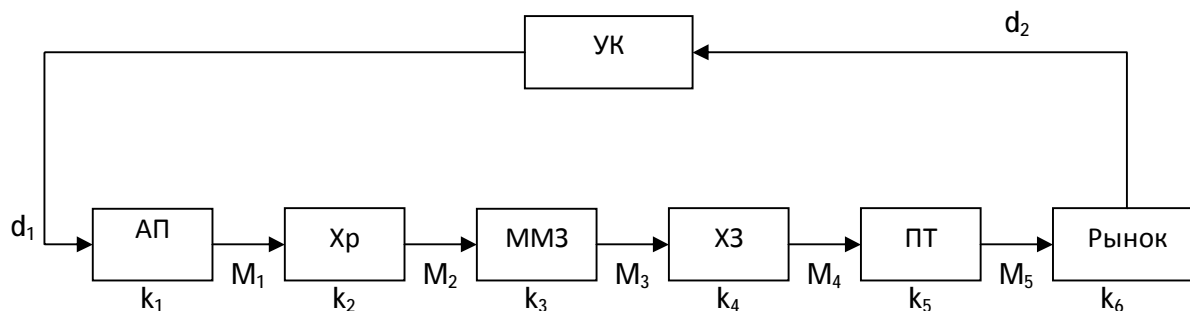 УК
d₂
d₁
АП
Хр
ММЗ
ХЗ
ПТ
Рынок
M₁
M₂
M₃
M₄
M₅
k₁
k₂
k₃
k₄
k₅
k₆